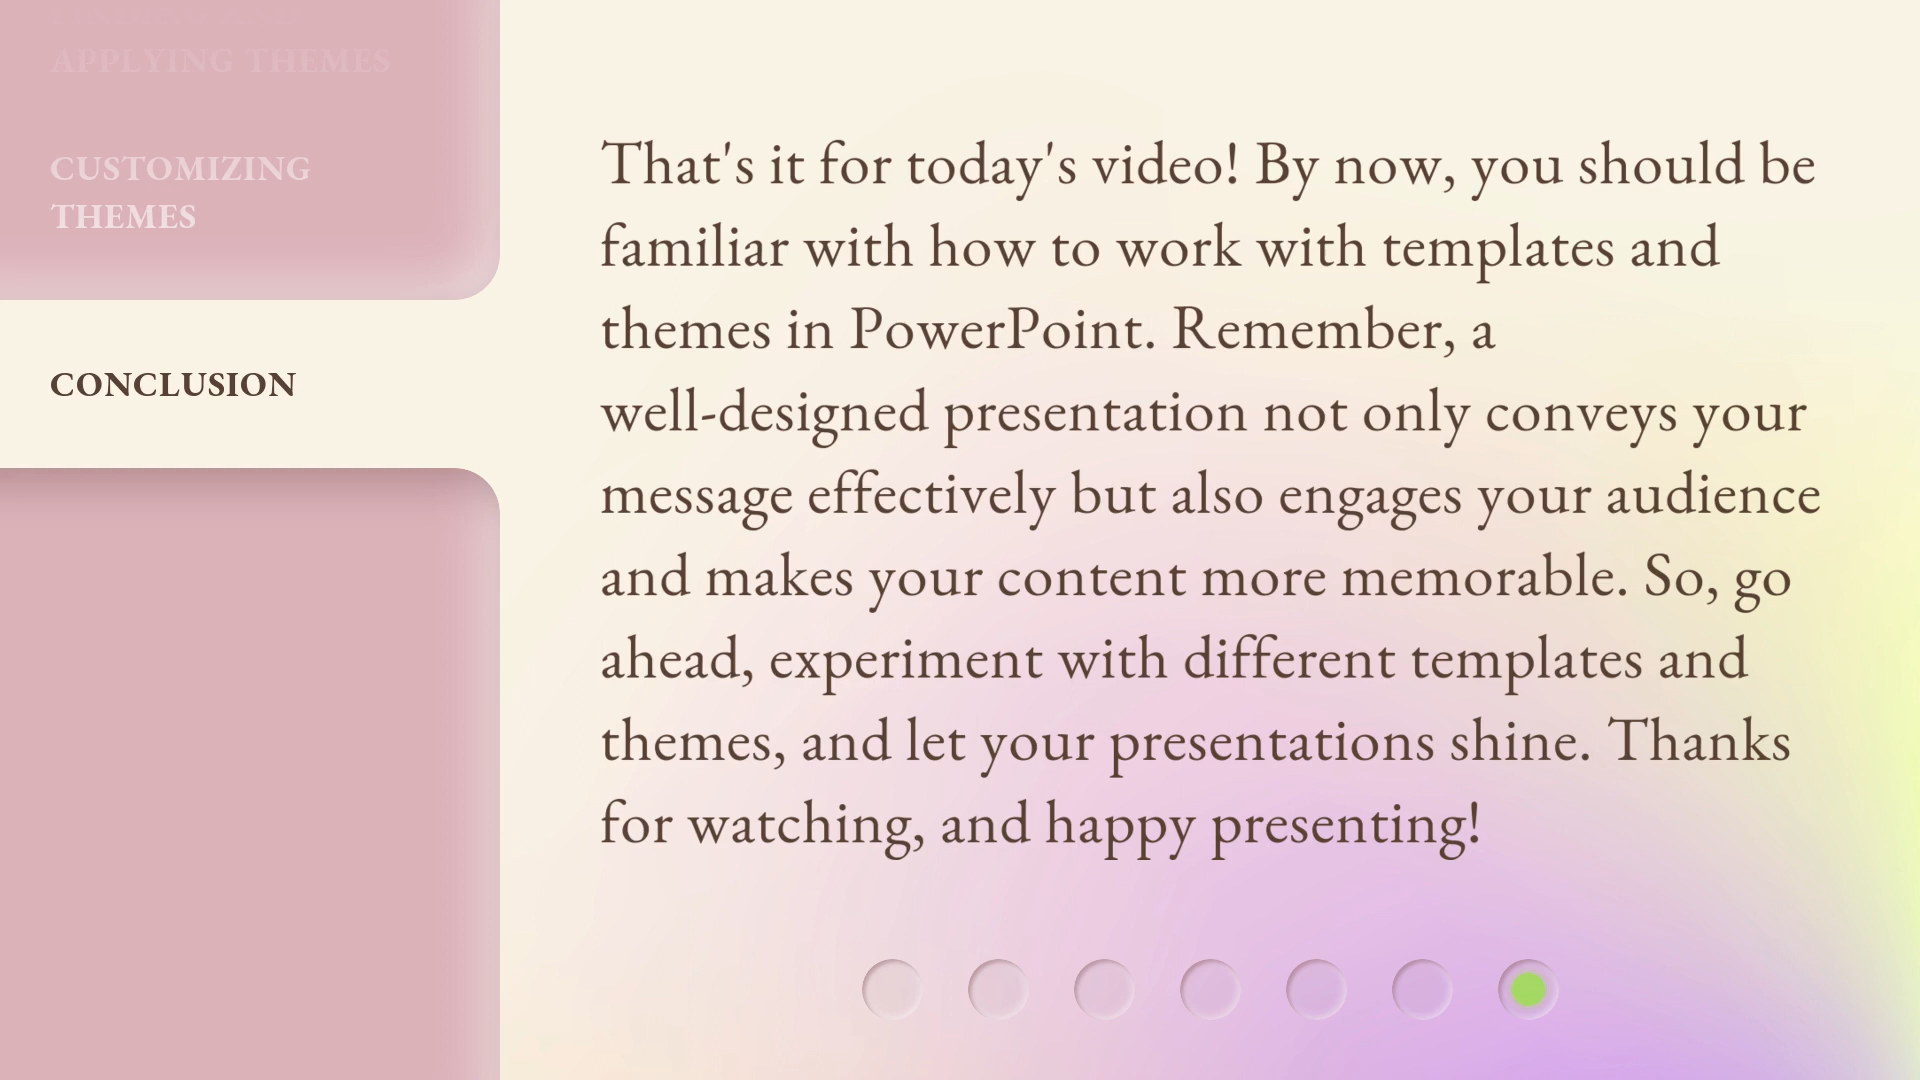 APPLYING THEMES
CUSTOMIZING
THEMES
CONCLUSION
That's it for today's video! By now, you should be
familiar with how to work with templates and
themes in PowerPoint. Remember, a
well-designed presentation not only conveys your
message effectively but also engages your audience
and makes your content more memorable. So, go
ahead, experiment with different templates and
themes, and let your presentations shine. Thanks
for watching, and happy presenting!